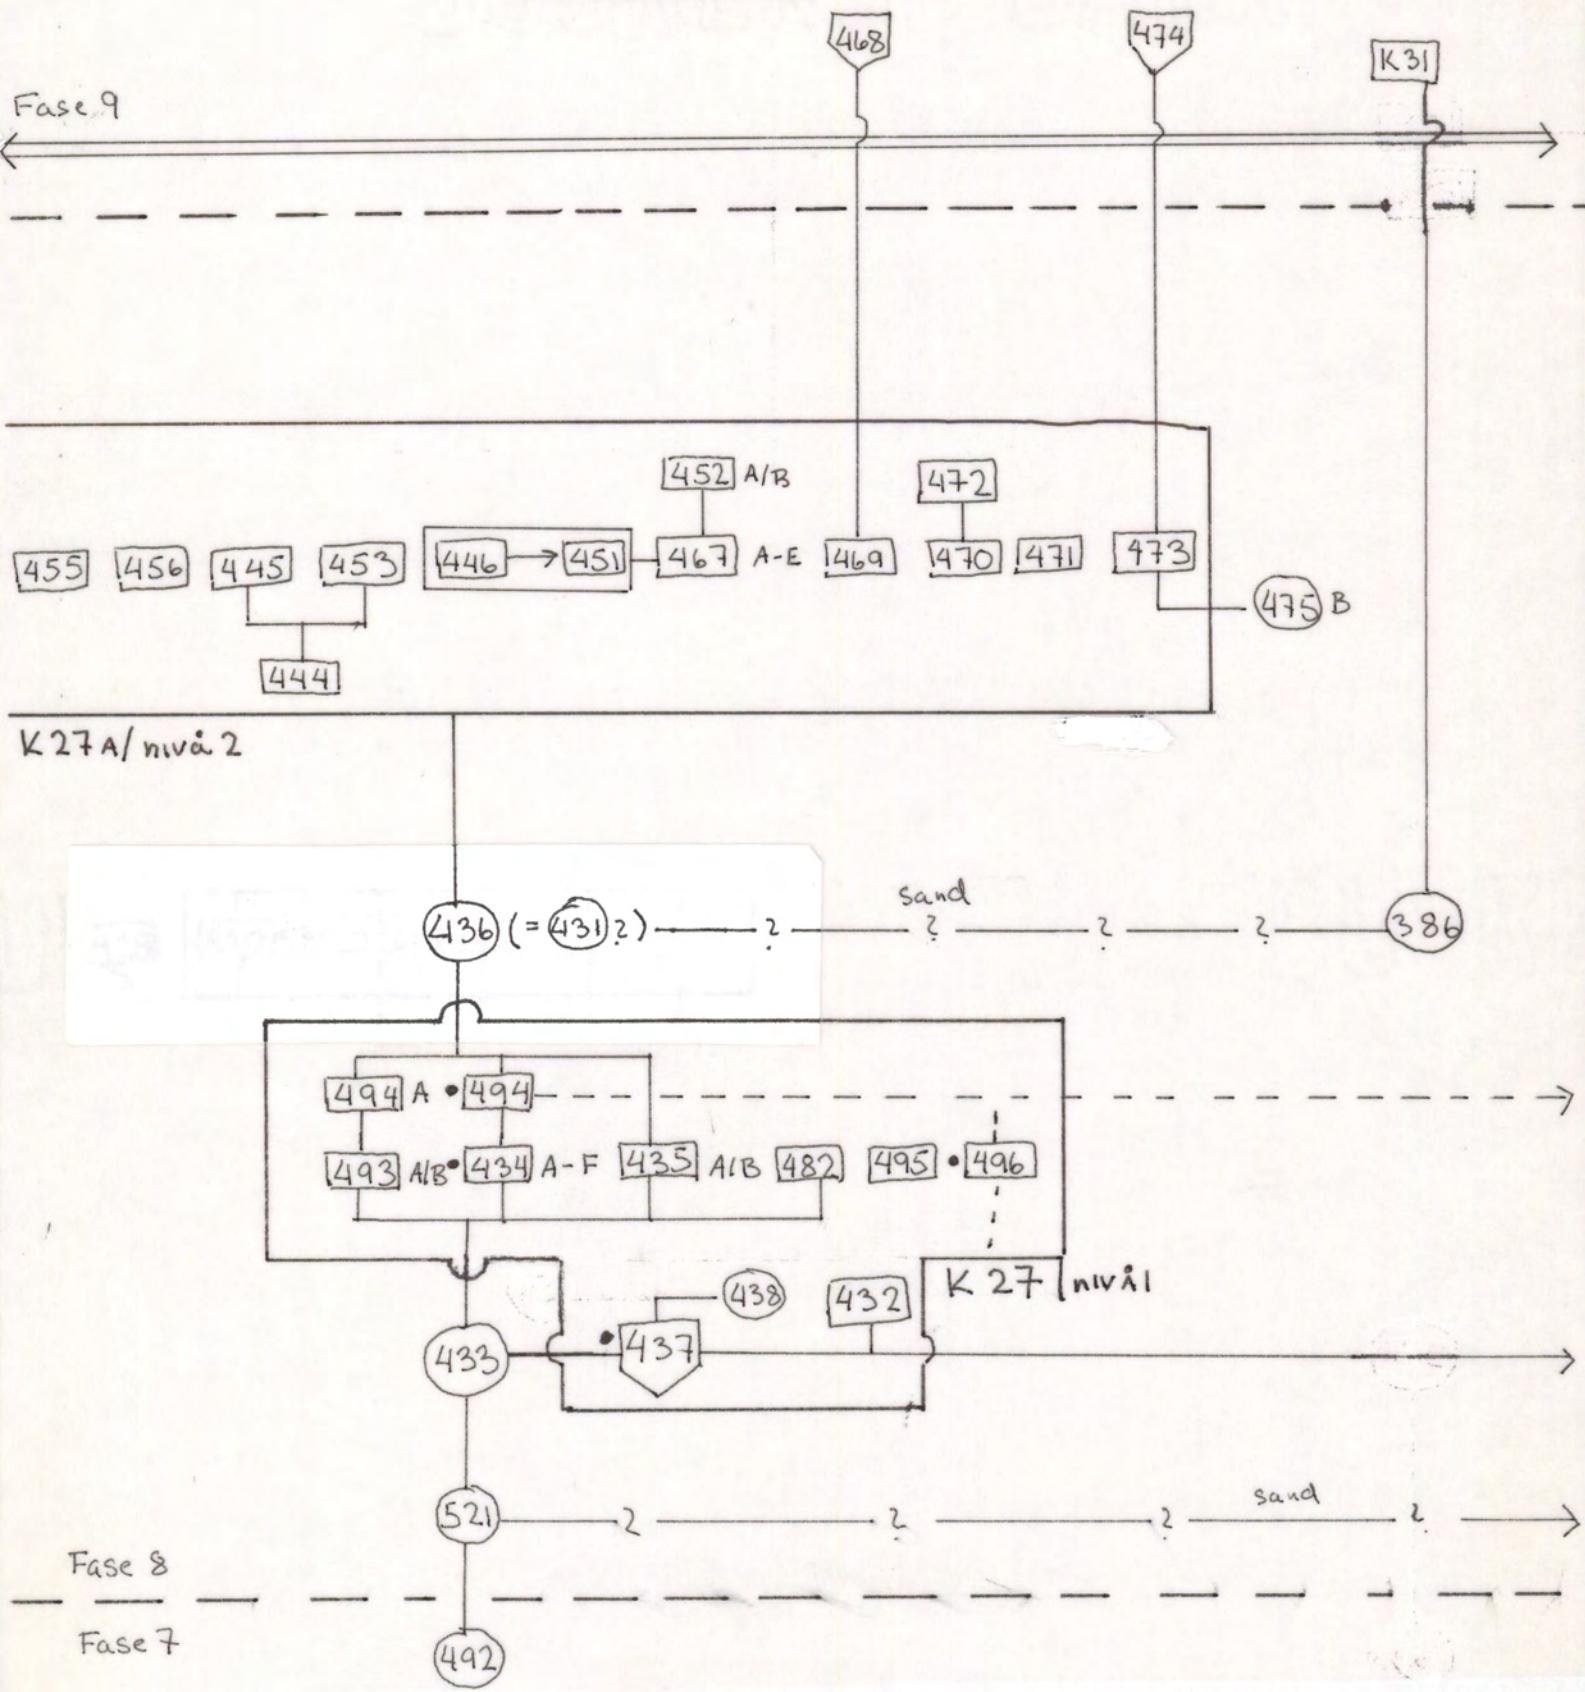 468
474
K31
Fase 9
452 A/B
472
455 456 445 453 446 451 467 A-E 469 470 471 473
475 B
444
K27A/nivå 2
sand
436 (= 431?) ? ? ? ? 386
494 A • 494
493 A/B • 434 A-F 435 A/B 482 495 • 496
438 432 K 27 nivå 1
433 • 437
sand
521 ? ? ? ?
Fase 8
Fase 7
492